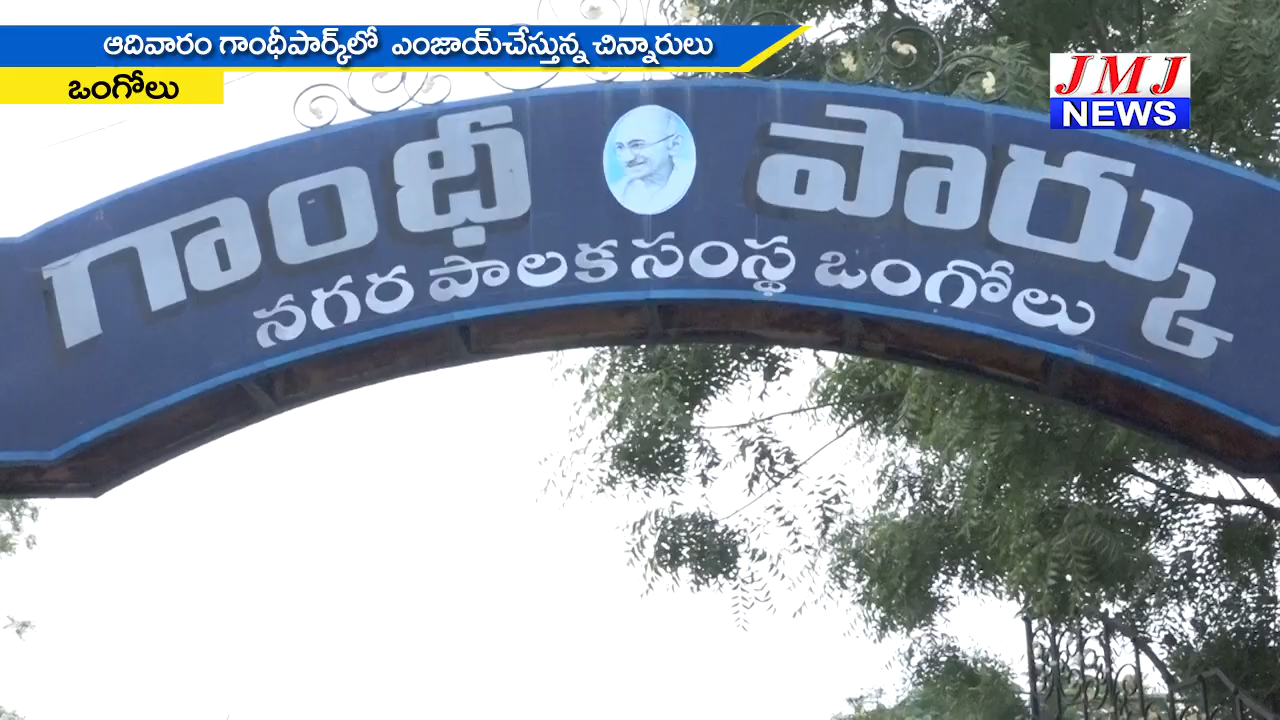 ఆదివారం గాంధీపార్క్‌లో ఎంజాయ్‌చేస్తున్న చిన్నారులు
ఒంగోలు
JMJ
NEWS
గాంధీ పార్కు
నగర పాలక సంస్థ ఒంగోలు